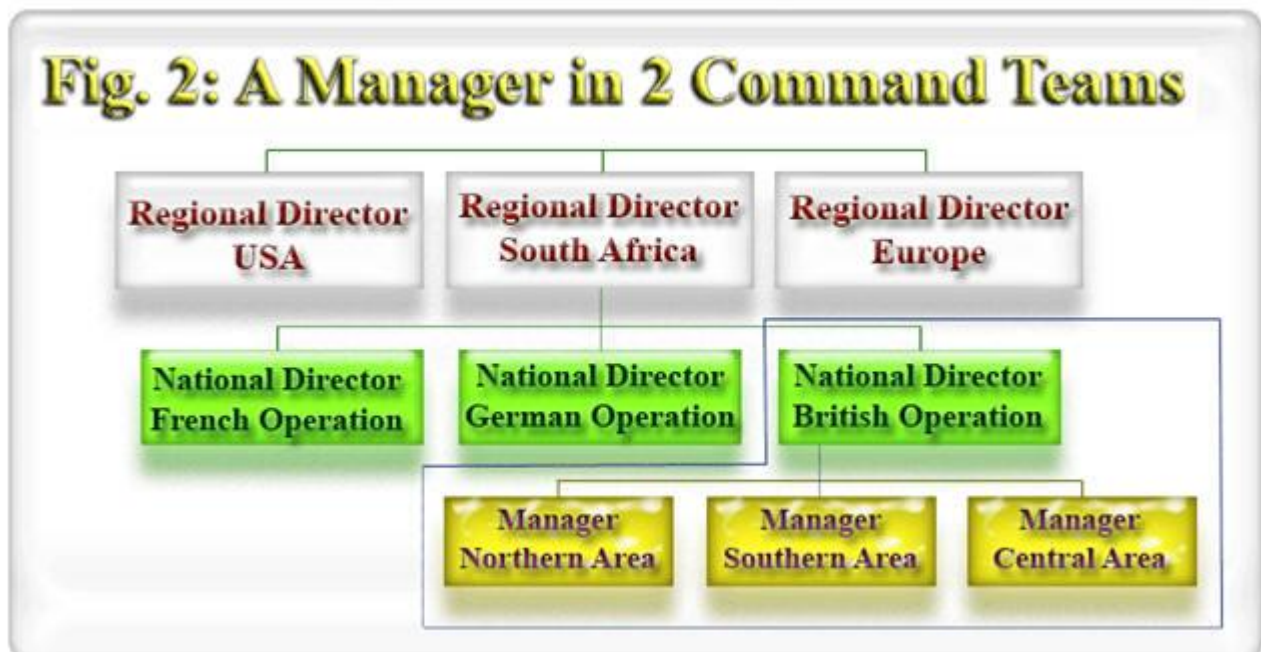 Fig. 2: A Manager in 2 Command Teams
Regional Director
USA
Regional Director
South Africa
Regional Director
Europe
National Director
French Operation
National Director
German Operation
National Director
British Operation
Manager
Northern Area
Manager
Southern Area
Manager
Central Area